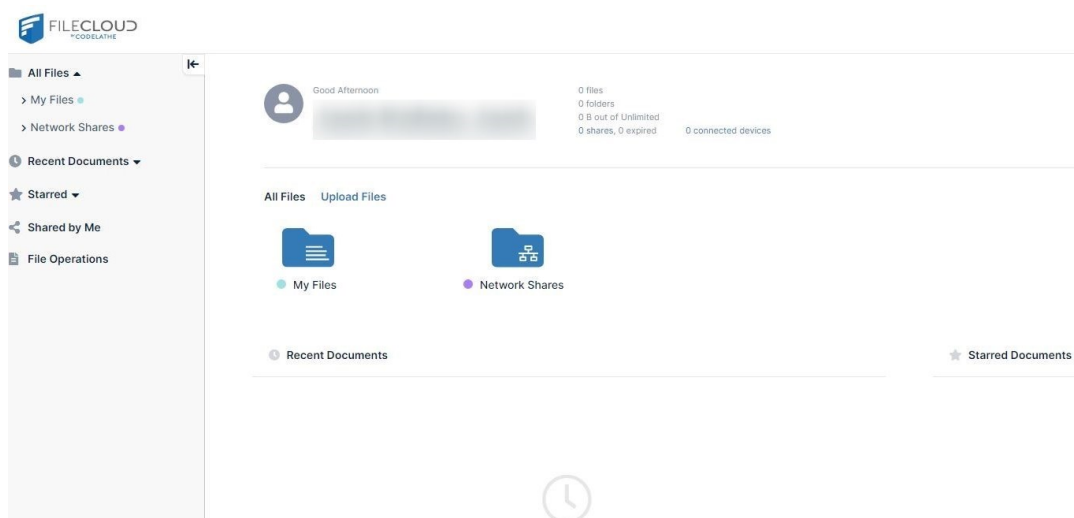 FILECLOUD
BY CODELATHE
All Files
My Files
Network Shares
Recent Documents
Starred
Shared by Me
File Operations
Good Afternoon
0 files
0 folders
0 B out of Unlimited
0 shares, 0 expired 0 connected devices
All Files Upload Files
My Files Network Shares
Recent Documents Starred Documents